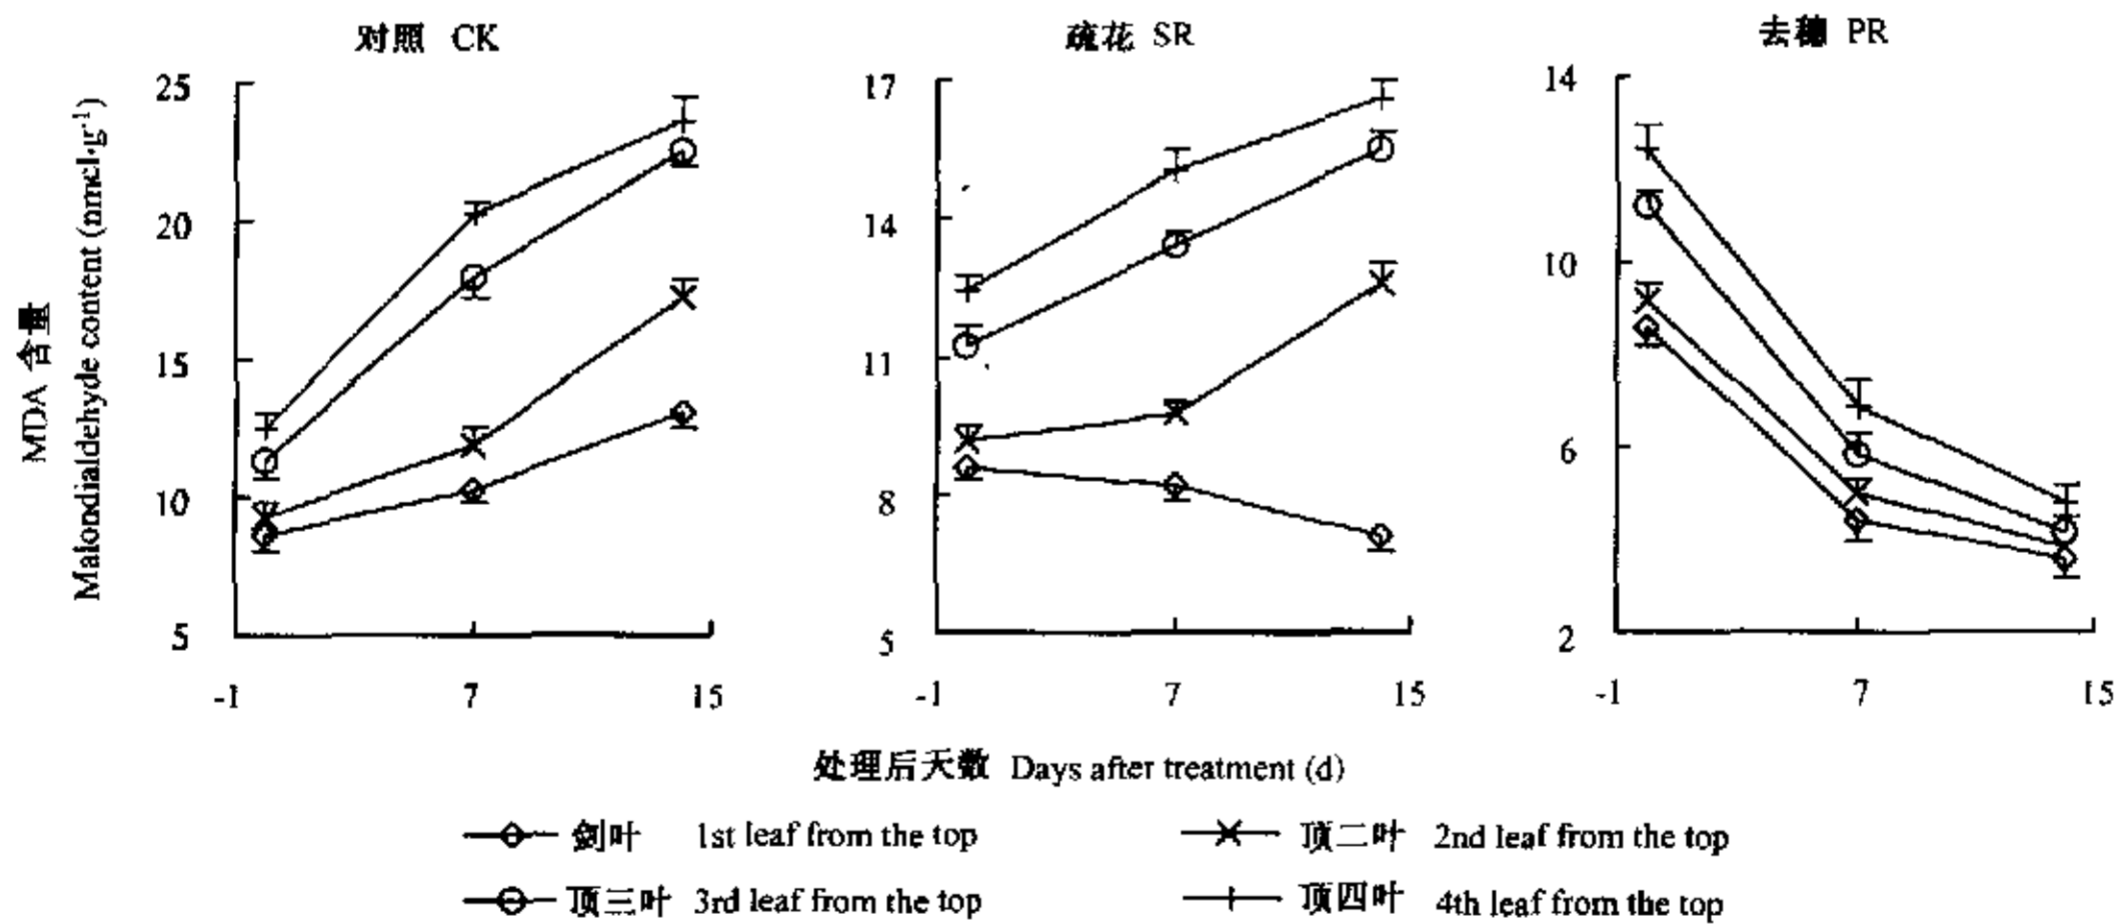 对照 CK
疏花 SR
去穗 PR
MDA 含量
Malondialdehyde content (nmol·g-1)
25
20
15
10
5
-1
7
15
17
14
11
8
5
-1
7
15
14
10
6
2
-1
7
15
处理后天数 Days after treatment (d)
剑叶 1st leaf from the top
顶二叶 2nd leaf from the top
顶三叶 3rd leaf from the top
顶四叶 4th leaf from the top